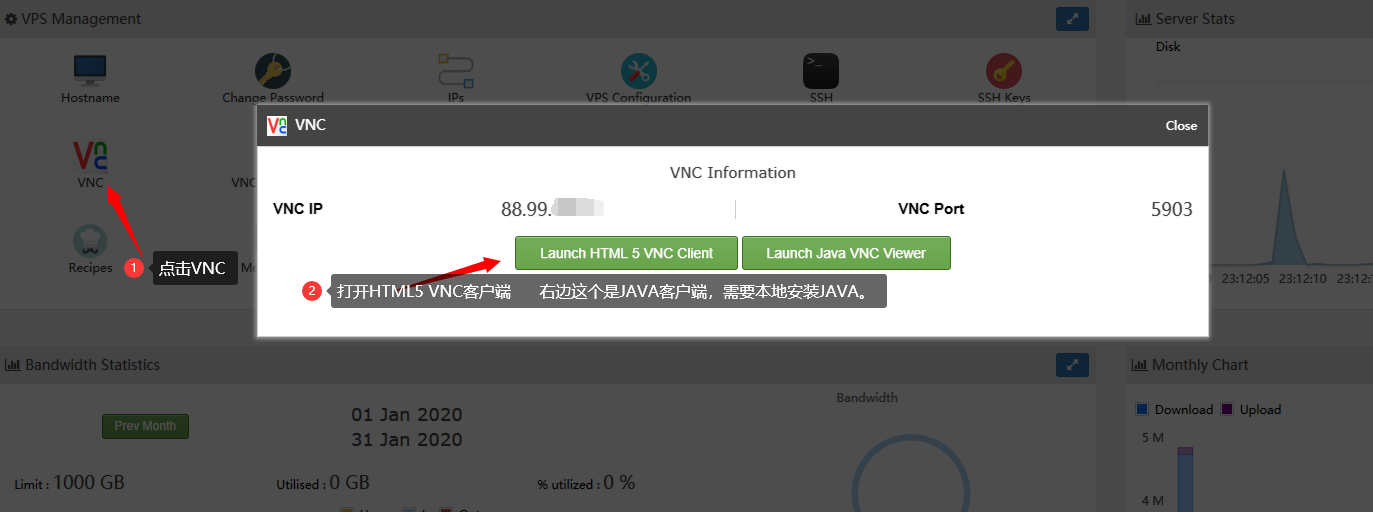 VPS Management
Server Stats
Disk
Hostname
Change Password
IPs
VPS Configuration
SSH
SSH Keys
VNC
Close
VNC Information
VNC IP
88.99.
VNC Port
5903
Launch HTML 5 VNC Client
Launch Java VNC Viewer
VNC
VNC
1 点击VNC
Recipes
2 打开HTML5 VNC客户端 右边这个是JAVA客户端，需要本地安装JAVA。
23:12:05 23:12:10 23:12:1
Bandwidth Statistics
Monthly Chart
Prev Month
01 Jan 2020
31 Jan 2020
Bandwidth
Download Upload
5 M
4 M
Limit : 1000 GB
Utilised : 0 GB
% utilized : 0 %